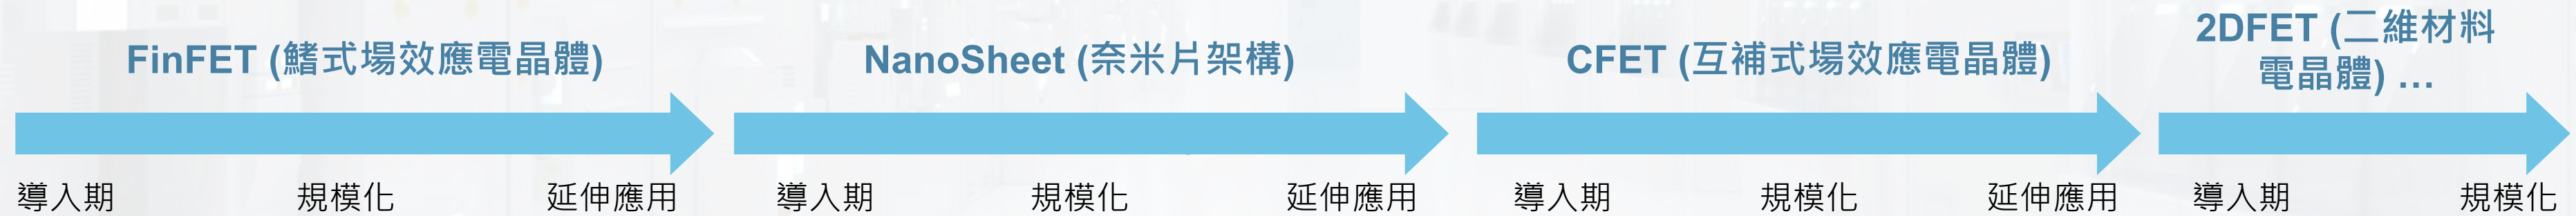 FinFET (鰭式場效應電晶體)
NanoSheet (奈米片架構)
CFET (互補式場效應電晶體)
2DFET (二維材料
電晶體) ...
導入期 規模化 延伸應用 導入期 規模化 延伸應用 導入期 規模化 延伸應用 導入期 規模化